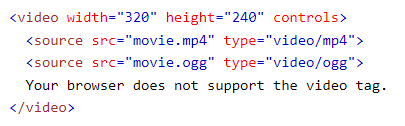 <video width="320" height="240" controls>
  <source src="movie.mp4" type="video/mp4">
  <source src="movie.ogg" type="video/ogg">
  Your browser does not support the video tag.
</video>